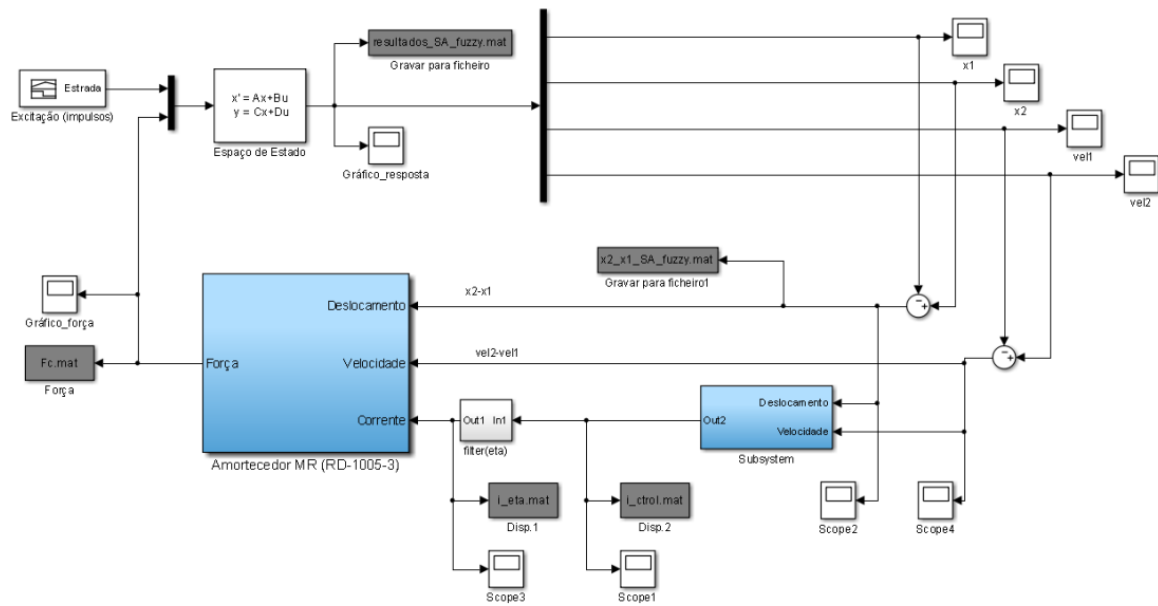 resultados_SA_fuzzy.mat
Gravar para ficheiro
x1
Estrada
Excitação (impulsos)
x' = Ax+Bu
y = Cx+Du
Espaço de Estado
Gráfico_resposta
x2
vel1
vel2
x2_x1_SA_fuzzy.mat
Gravar para ficheiro1
x2-x1
Deslocamento
Gráfico_força
vel2-vel1
Fc.mat
Força
Força
Velocidade
Corrente
Amortecedor MR (RD-1005-3)
Out1 In1
filter(eta)
Out2
Deslocamento
Velocidade
Subsystem
i_eta.mat
Disp.1
i_ctrol.mat
Disp.2
Scope2
Scope4
Scope3
Scope1